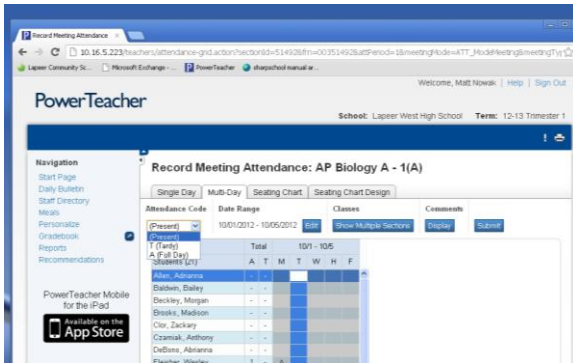 Record Meeting Attendance
10.16.5.223/teachers/attendance-grid.action?sectionId=51492&frn=00351492&attPeriod=1&meetingMode=ATT_ModeMeeting&meetingTyp
Lapeer Community Sc...
Microsoft Exchange -...
PowerTeacher
sharpschool manual ar...
Welcome, Matt Nowak | Help | Sign Out
PowerTeacher
School: Lapeer West High School Term: 12-13 Trimester 1
Navigation
Start Page
Daily Bulletin
Staff Directory
Meals
Personalize
Gradebook
Reports
Recommendations
PowerTeacher Mobile
for the iPad
Available on the
App Store
Record Meeting Attendance: AP Biology A - 1(A)
Single Day Multi-Day Seating Chart Seating Chart Design
Attendance Code Date Range Classes Comments
(Present) 10/01/2012 - 10/05/2012 Edit Show Multiple Sections Display Submit
(Present)
T (Tardy)
A (Full Day)
Total 10/1 - 10/5
Students (21) A T M T W H F
Allen, Adrianna - -
Baldwin, Bailey - -
Beckley, Morgan - -
Brooks, Madison - -
Clor, Zackary - -
Czamiak, Anthony - -
DeBono, Abrianna - -
Fleisher, Wesley 1 - A